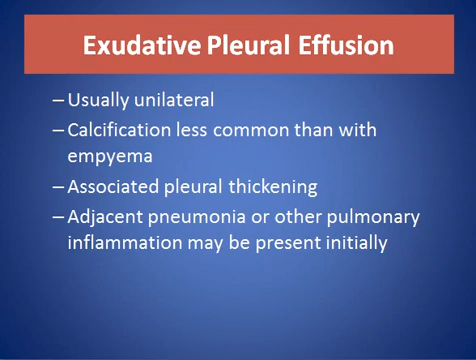 Exudative Pleural Effusion
– Usually unilateral
– Calcification less common than with
empyema
– Associated pleural thickening
– Adjacent pneumonia or other pulmonary
inflammation may be present initially